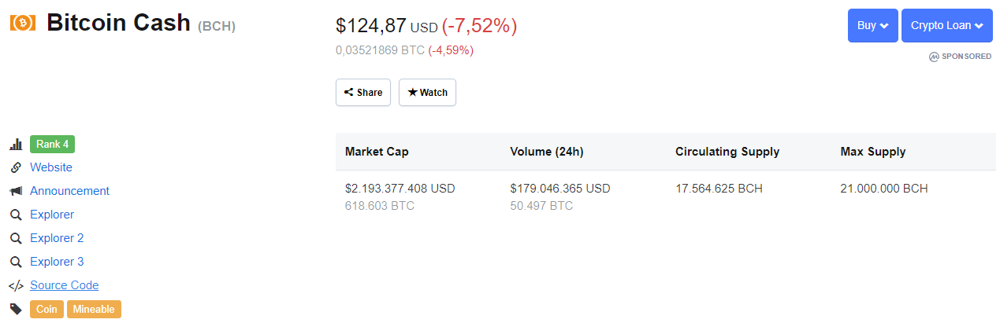 Bitcoin Cash (BCH)
$124,87 USD (-7,52%)
0,03521869 BTC (-4,59%)
Buy
Crypto Loan
SPONSORED
Share
Watch
Rank 4
Website
Announcement
Explorer
Explorer 2
Explorer 3
Source Code
Coin Mineable
Market Cap Volume (24h) Circulating Supply Max Supply
$2.193.377.408 USD $179.046.365 USD 17.564.625 BCH 21.000.000 BCH
618.603 BTC 50.497 BTC